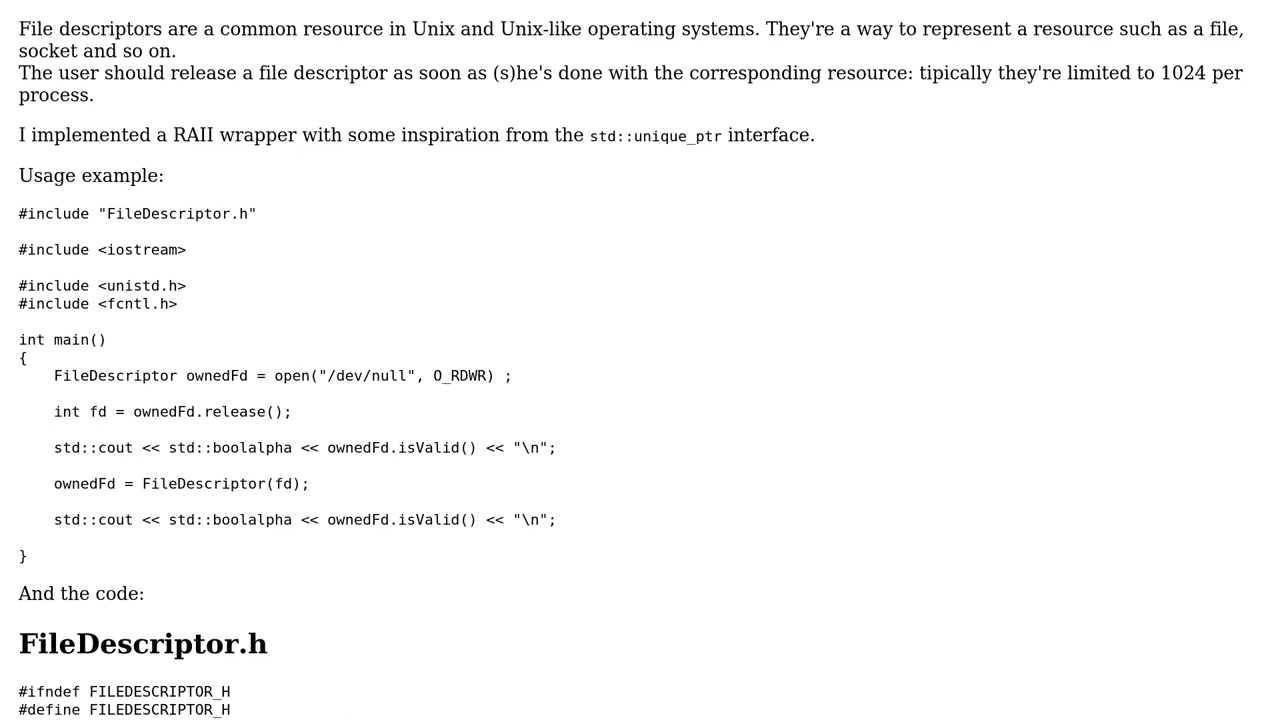 File descriptors are a common resource in Unix and Unix-like operating systems. They're a way to represent a resource such as a file,
socket and so on.
The user should release a file descriptor as soon as (s)he's done with the corresponding resource: tipically they're limited to 1024 per
process.
I implemented a RAII wrapper with some inspiration from the std::unique_ptr interface.
Usage example:
#include "FileDescriptor.h"
#include <iostream>
#include <unistd.h>
#include <fcntl.h>
int main()
{
    FileDescriptor ownedFd = open("/dev/null", O_RDWR) ;
    int fd = ownedFd.release();
    std::cout << std::boolalpha << ownedFd.isValid() << "\n";
    ownedFd = FileDescriptor(fd);
    std::cout << std::boolalpha << ownedFd.isValid() << "\n";
}
And the code:
FileDescriptor.h
#ifndef FILEDESCRIPTOR_H
#define FILEDESCRIPTOR_H